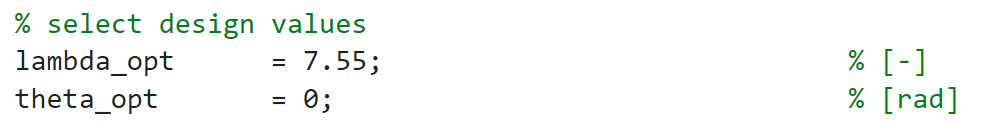 % select design values
lambda_opt = 7.55; % [-]
theta_opt = 0; % [rad]